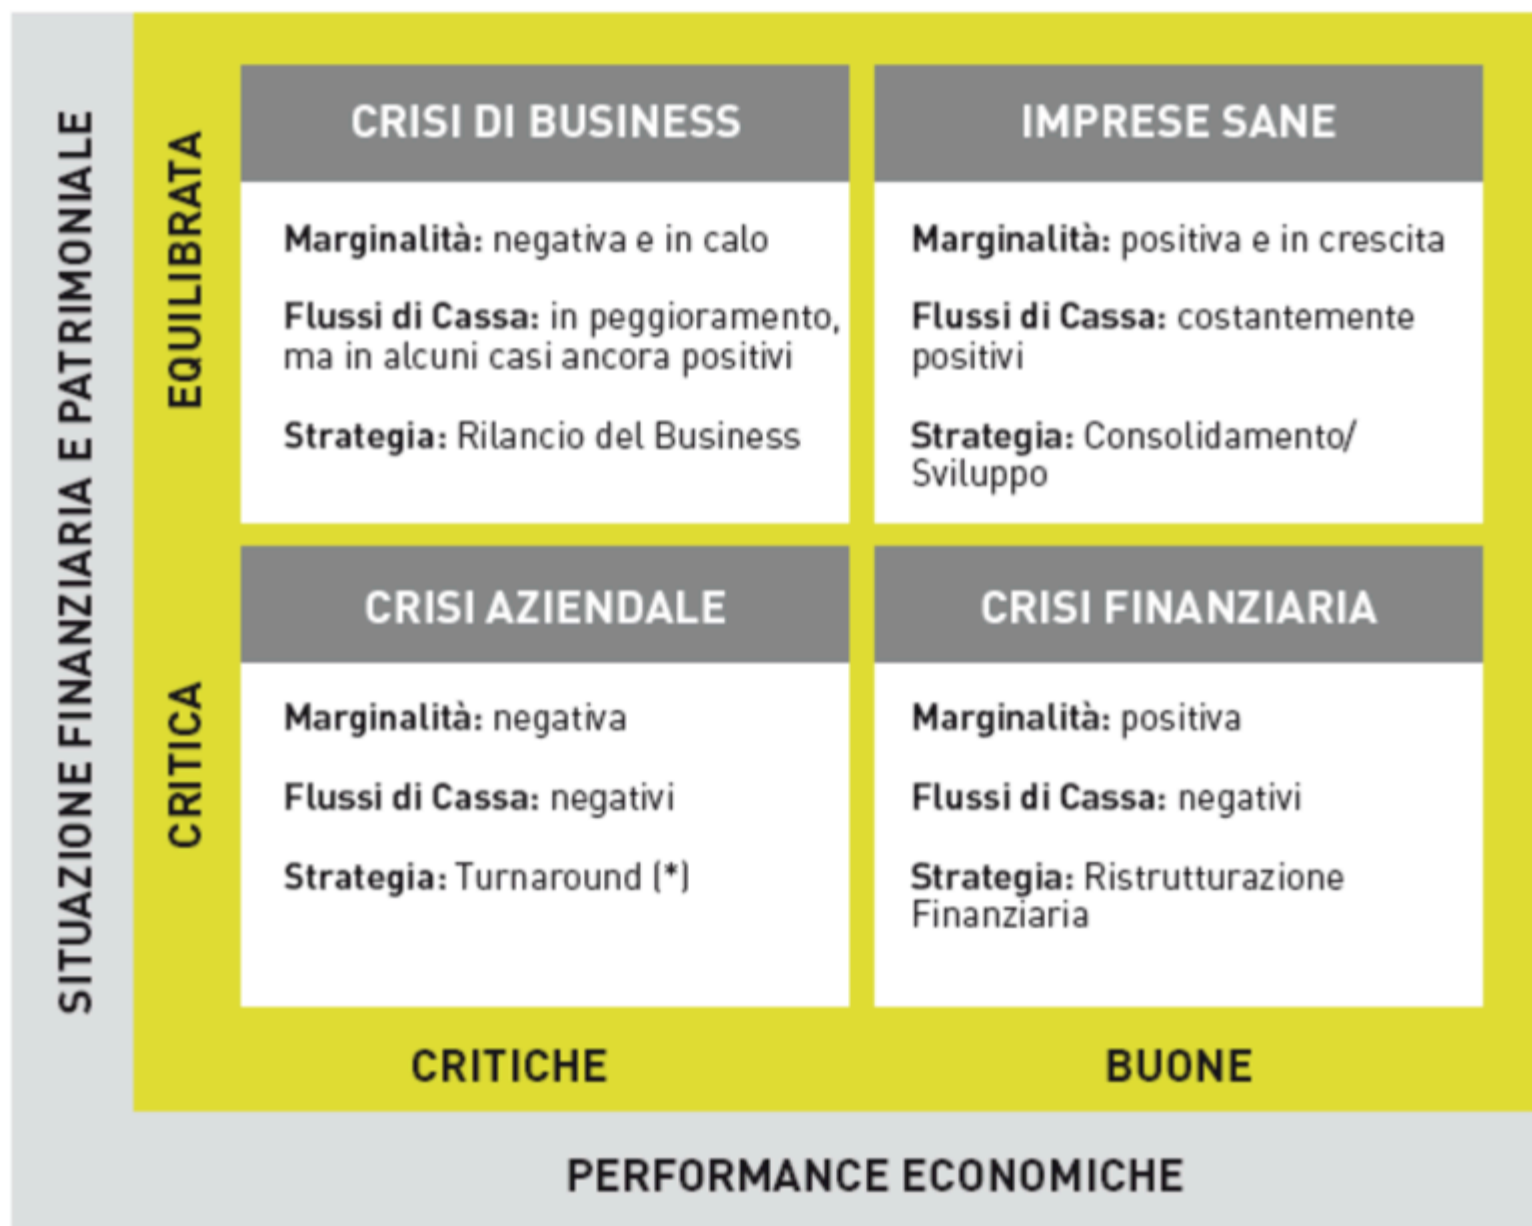 SITUAZIONE FINANZIARIA E PATRIMONIALE
EQUILIBRATA
CRISI DI BUSINESS
Marginalità: negativa e in calo
Flussi di Cassa: in peggioramento,
ma in alcuni casi ancora positivi
Strategia: Rilancio del Business
IMPRESE SANE
Marginalità: positiva e in crescita
Flussi di Cassa: costantemente
positivi
Strategia: Consolidamento/
Sviluppo
CRITICA
CRISI AZIENDALE
Marginalità: negativa
Flussi di Cassa: negativi
Strategia: Turnaround (*)
CRISI FINANZIARIA
Marginalità: positiva
Flussi di Cassa: negativi
Strategia: Ristrutturazione
Finanziaria
CRITICHE
BUONE
PERFORMANCE ECONOMICHE